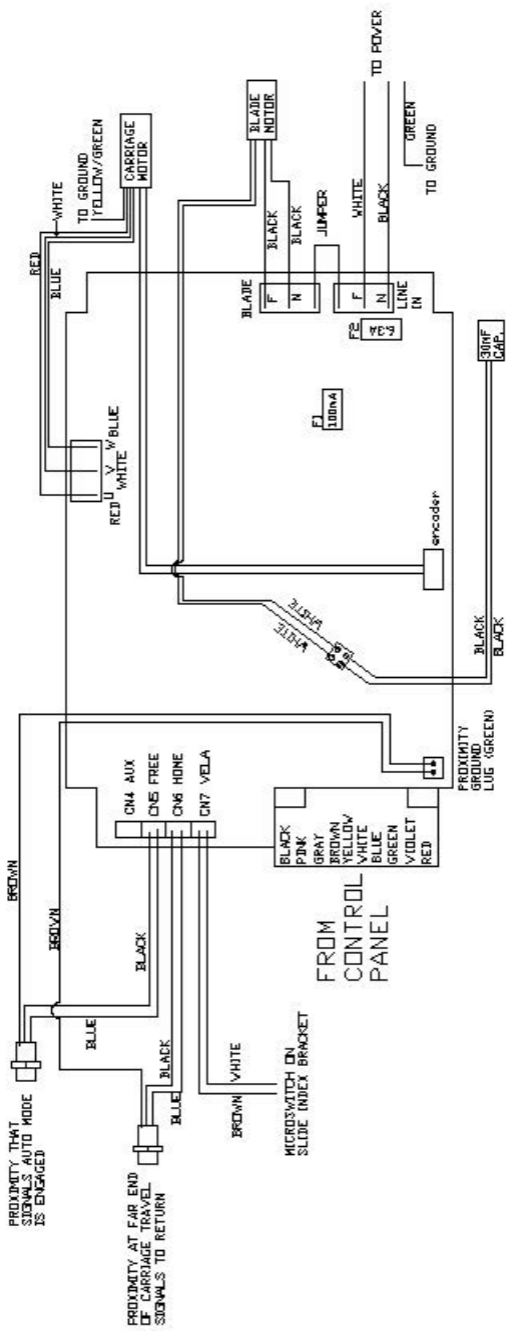 PROXIMITY THAT
SIGNALS AUTO MODE
IS ENGAGED
BROWN
BROWN
BLUE
BLACK
PROXIMITY AT FAR END
OF CARRIAGE TRAVEL
SIGNALS TO RETURN
BLACK
BLUE
CN4 AUX
CN5 FREE
CN6 HOME
CN7 VELA
BROWN
WHITE
MICROSWITCH ON
SLIDE INDEX BRACKET
FROM
CONTROL
PANEL
BLACK
PINK
GRAY
BROWN
YELLOW
WHITE
BLUE
GREEN
VIOLET
RED
PROXIMITY
GROUND
LUG (GREEN)
RED
BLUE
WHITE
TO GROUND
YELLOW/GREEN
CARRIAGE
MOTOR
RED
U
V
W
WHITE
BLUE
BLADE
MOTOR
BLACK
BLACK
BLADE
F
N
JUMPER
WHITE
BLACK
TO POWER
GREEN
TO GROUND
F
N
LINE
IN
F2
6.3A
F1
100mA
encoder
WHITE
WHITE
BLACK
BLACK
30MF
CAP.